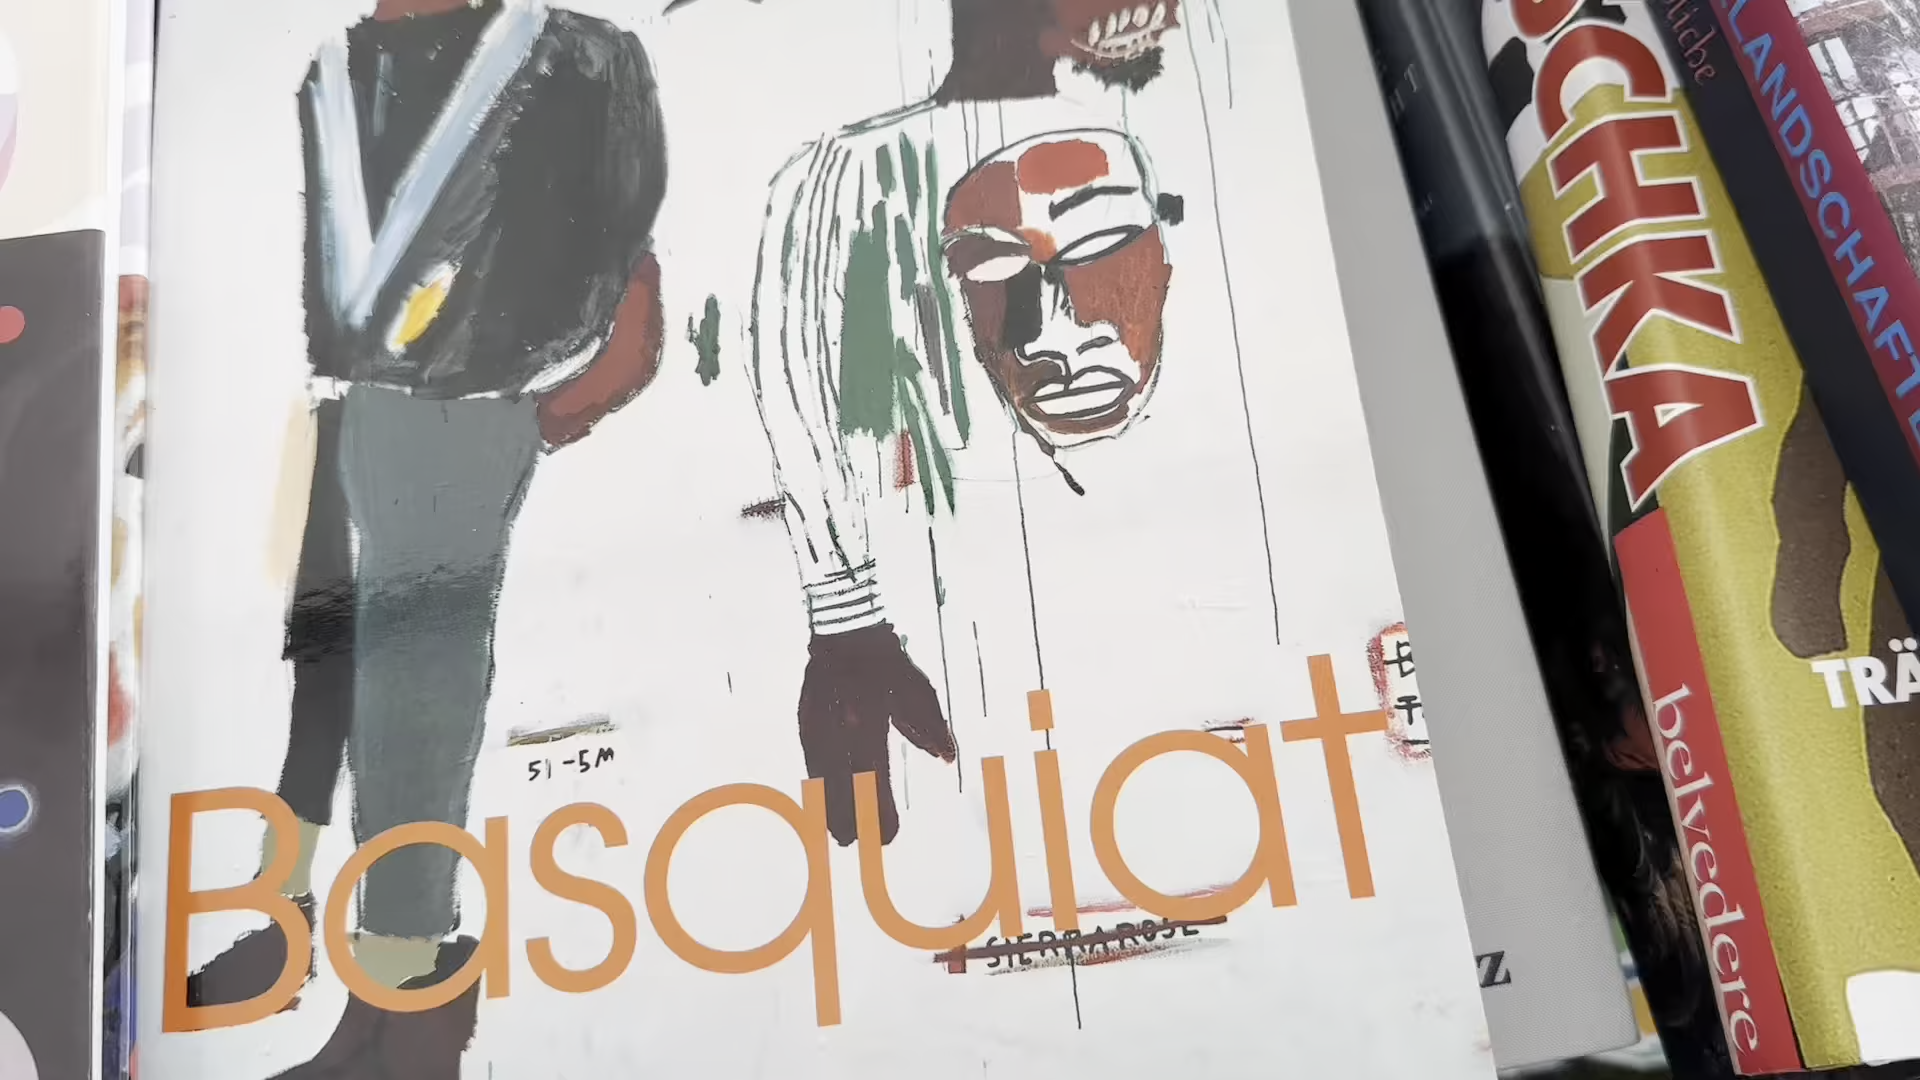 51-5M
Basquiat
SIERRA ROSE
CHKA
belvedere
LANDSCHAFTE
TRÄ